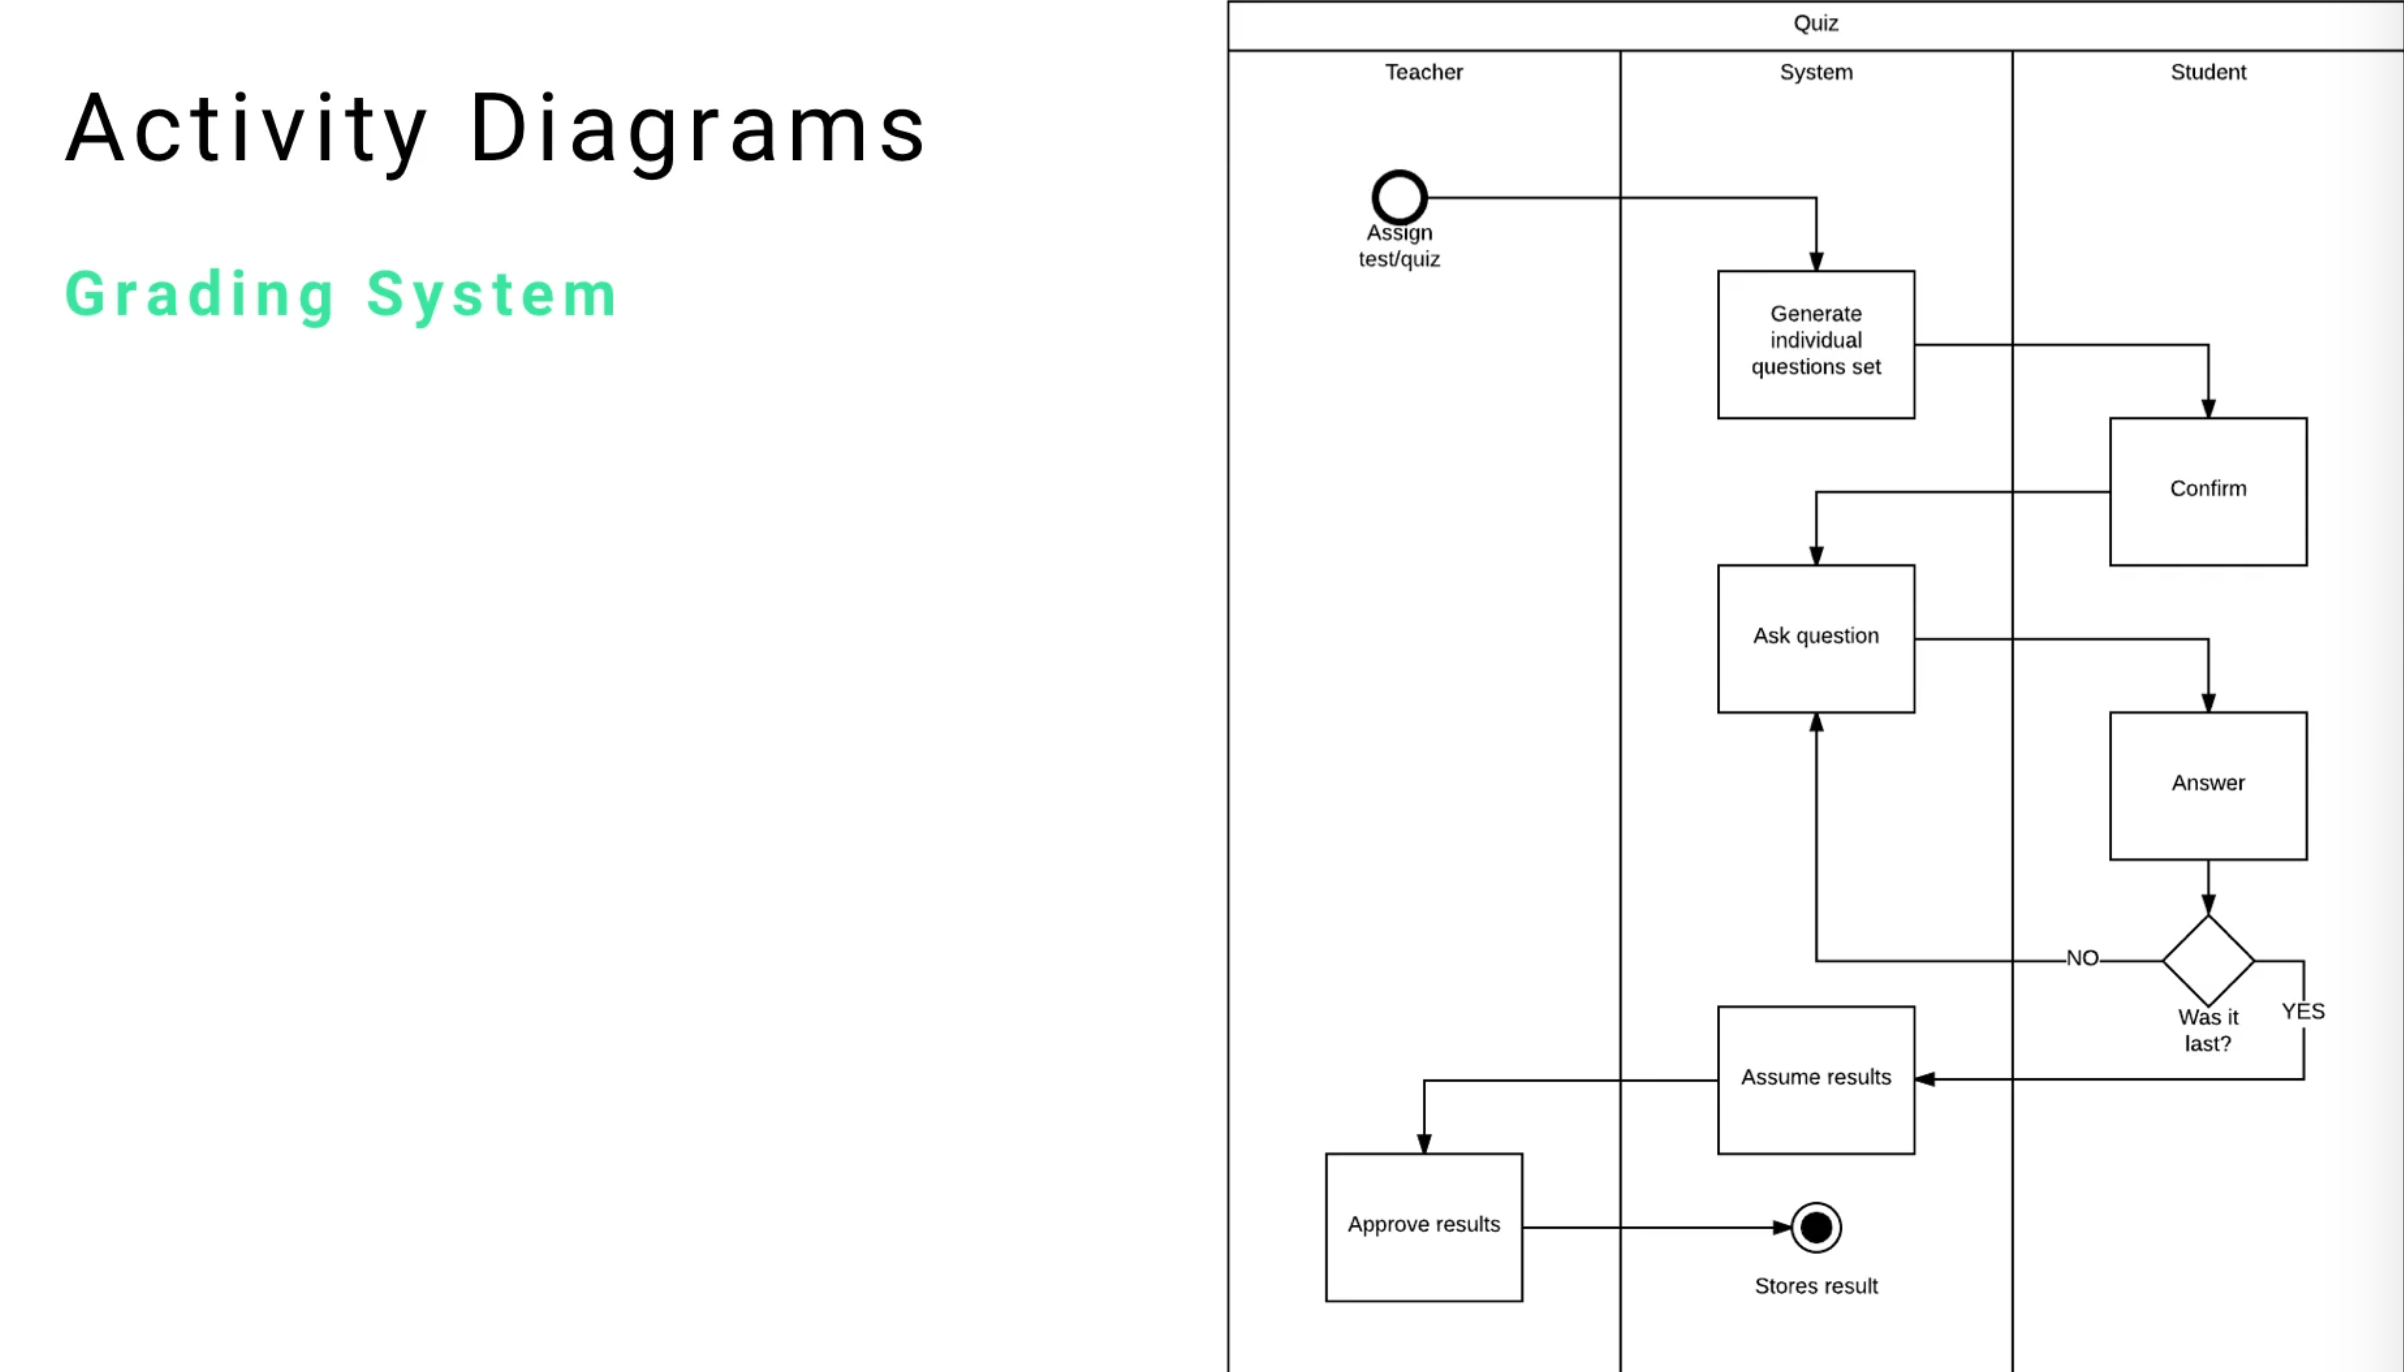 Activity Diagrams
Grading System
Quiz
Teacher
System
Student
Assign
test/quiz
Generate
individual
questions set
Confirm
Ask question
Answer
NO
Was it
last?
YES
Assume results
Approve results
Stores result